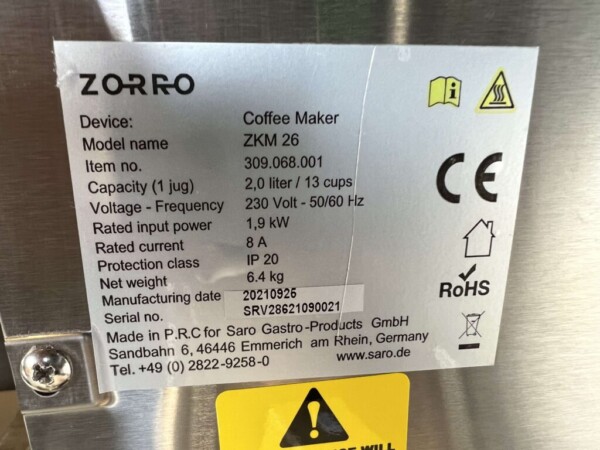 ZORRO
Device: Coffee Maker
Model name ZKM 26
Item no. 309.068.001
Capacity (1 jug) 2,0 liter / 13 cups
Voltage - Frequency 230 Volt - 50/60 Hz
Rated input power 1,9 kW
Rated current 8 A
Protection class IP 20
Net weight 6.4 kg
Manufacturing date 20210926
Serial no. SRV28621090021
Made in P.R.C for Saro Gastro-Products GmbH
Sandbahn 6, 46446 Emmerich am Rhein, Germany
Tel. +49 (0) 2822-9258-0 www.saro.de
CE
RoHS
WILL